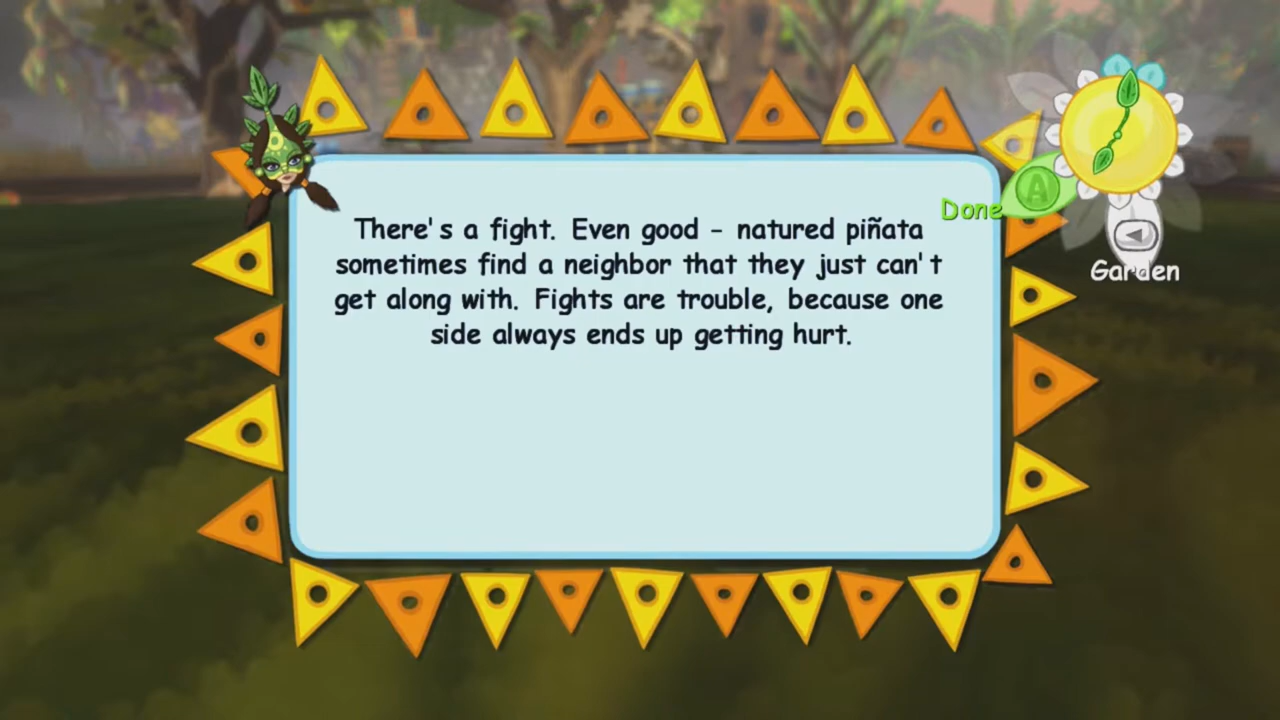 There's a fight. Even good - natured piñata
sometimes find a neighbor that they just can't
get along with. Fights are trouble, because one
side always ends up getting hurt.
Done
A
Garden